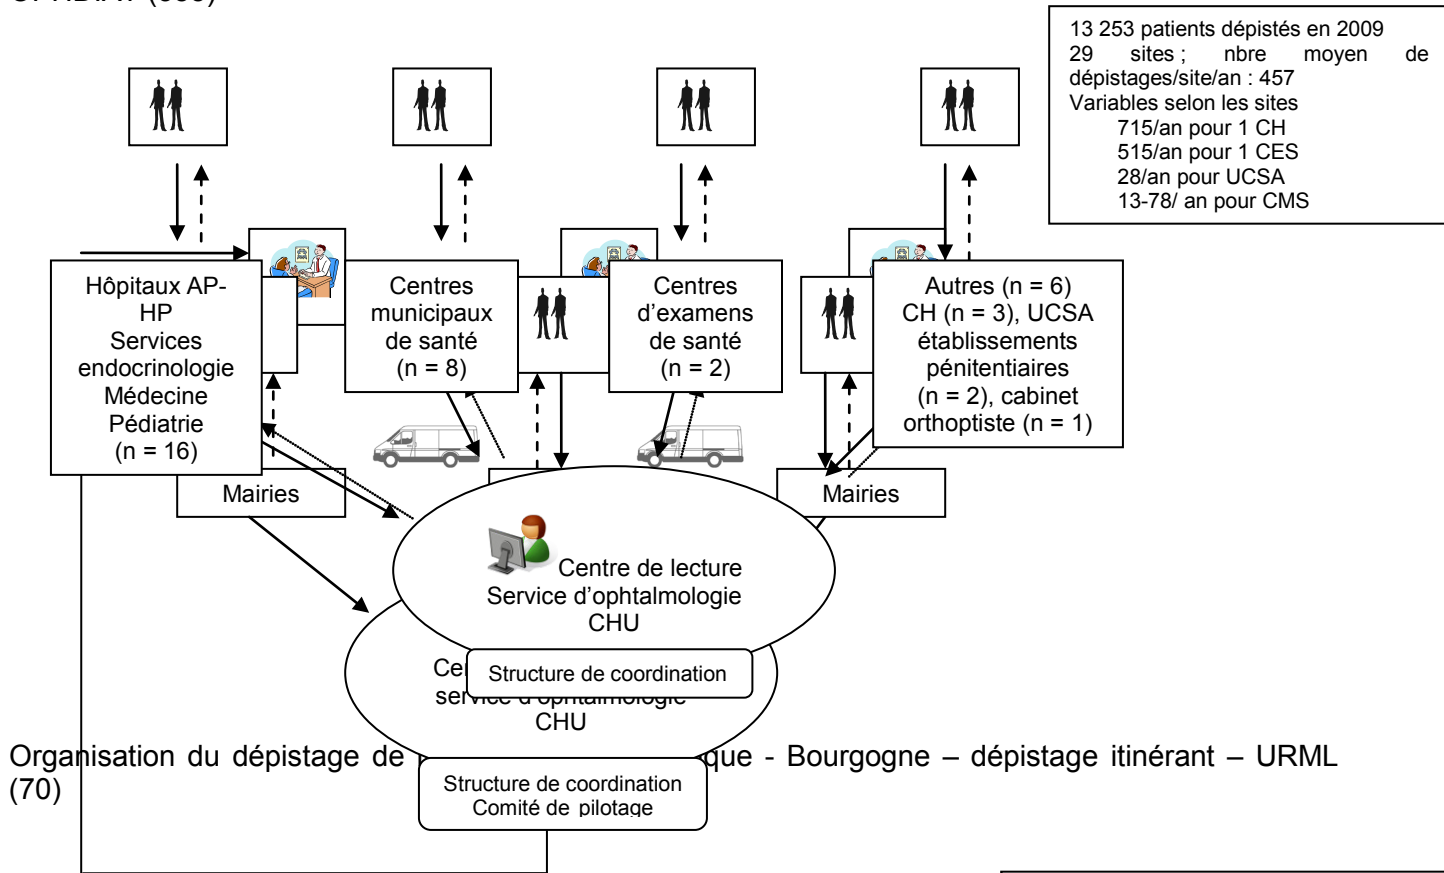 13 253 patients dépistés en 2009
29 sites ; nbre moyen de
dépistages/site/an : 457
Variables selon les sites
715/an pour 1 CH
515/an pour 1 CES
28/an pour UCSA
13-78/ an pour CMS
Hôpitaux AP-
HP
Services
endocrinologie
Médecine
Pédiatrie
(n = 16)
Centres
municipaux
de santé
(n = 8)
Centres
d'examens
de santé
(n = 2)
Autres (n = 6)
CH (n = 3), UCSA
établissements
pénitentiaires
(n = 2), cabinet
orthoptiste (n = 1)
Mairies
Mairies
Centre de lecture
Service d'ophtalmologie
CHU
Structure de coordination
service d'ophtalmologie
CHU
Organisation du dépistage de - Bourgogne – dépistage itinérant – URML
(70)
Structure de coordination
Comité de pilotage